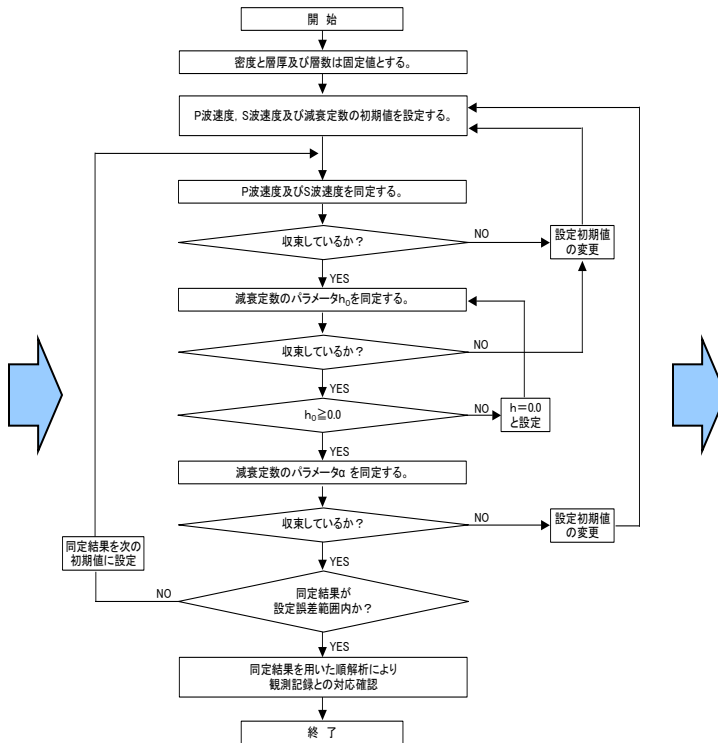 開 始
密度と層厚及び層数は固定値とする。
P波速度，S波速度及び減衰定数の初期値を設定する。
P波速度及びS波速度を同定する。
収束しているか？
NO
設定初期値
の変更
YES
減衰定数のパラメータh₀を同定する。
収束しているか？
NO
YES
h₀≧0.0
NO
h＝0.0
と設定
YES
減衰定数のパラメータα を同定する。
収束しているか？
NO
設定初期値
の変更
同定結果を次の
初期値に設定
YES
NO
同定結果が
設定誤差範囲内か？
YES
同定結果を用いた順解析により
観測記録との対応確認
終 了